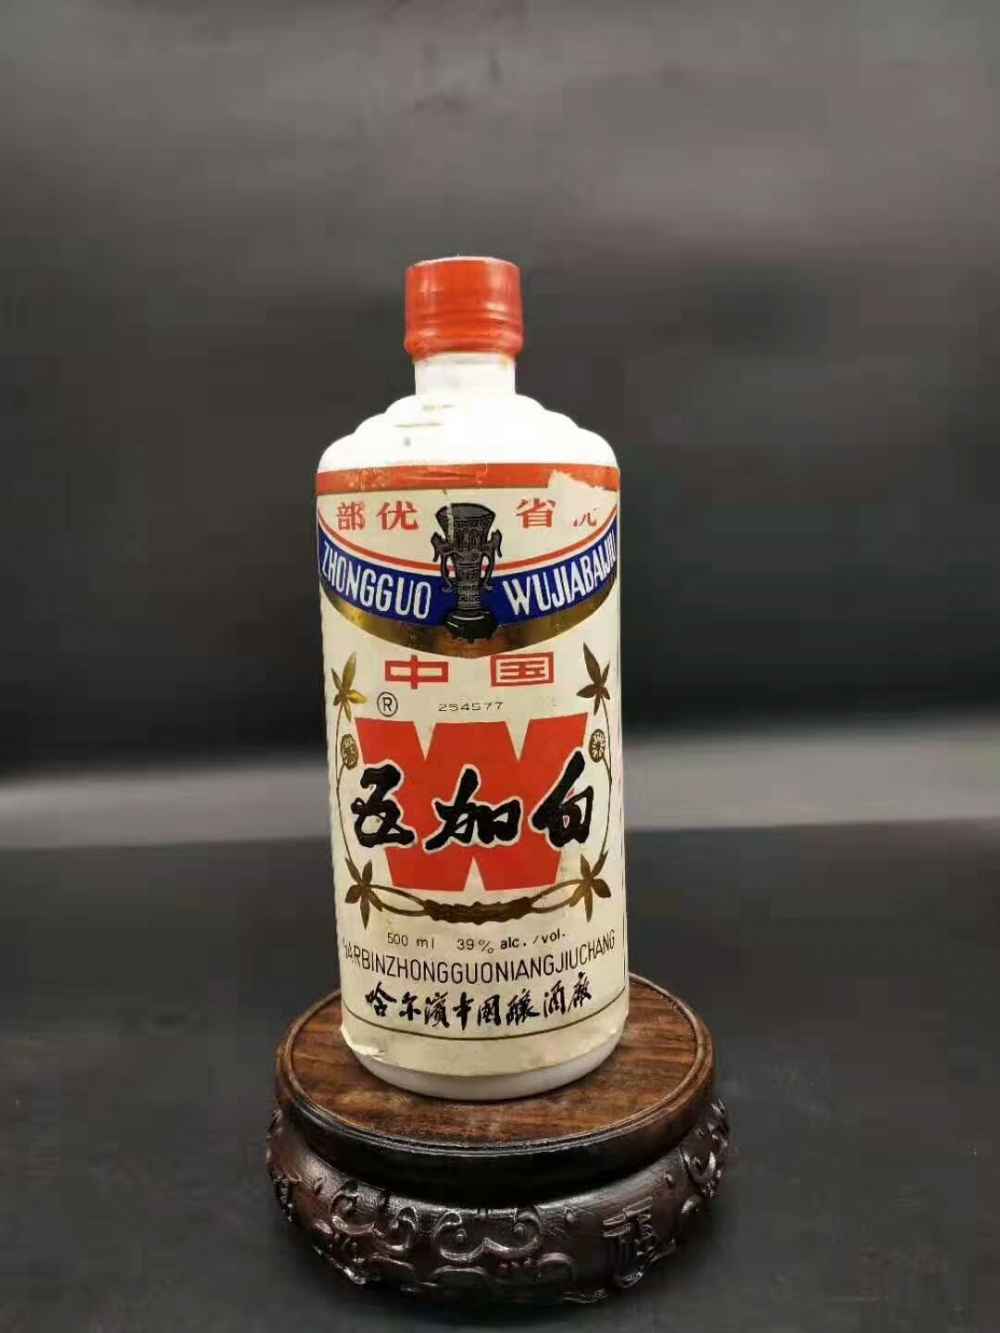 部优 省优
ZHONGGUO WUJIABAIJIU
中国
® 254577
W
五加白
500 ml 39% alc./vol.
HARBINZHONGGUONIANGJIUCHANG
哈尔滨中国酿酒厂